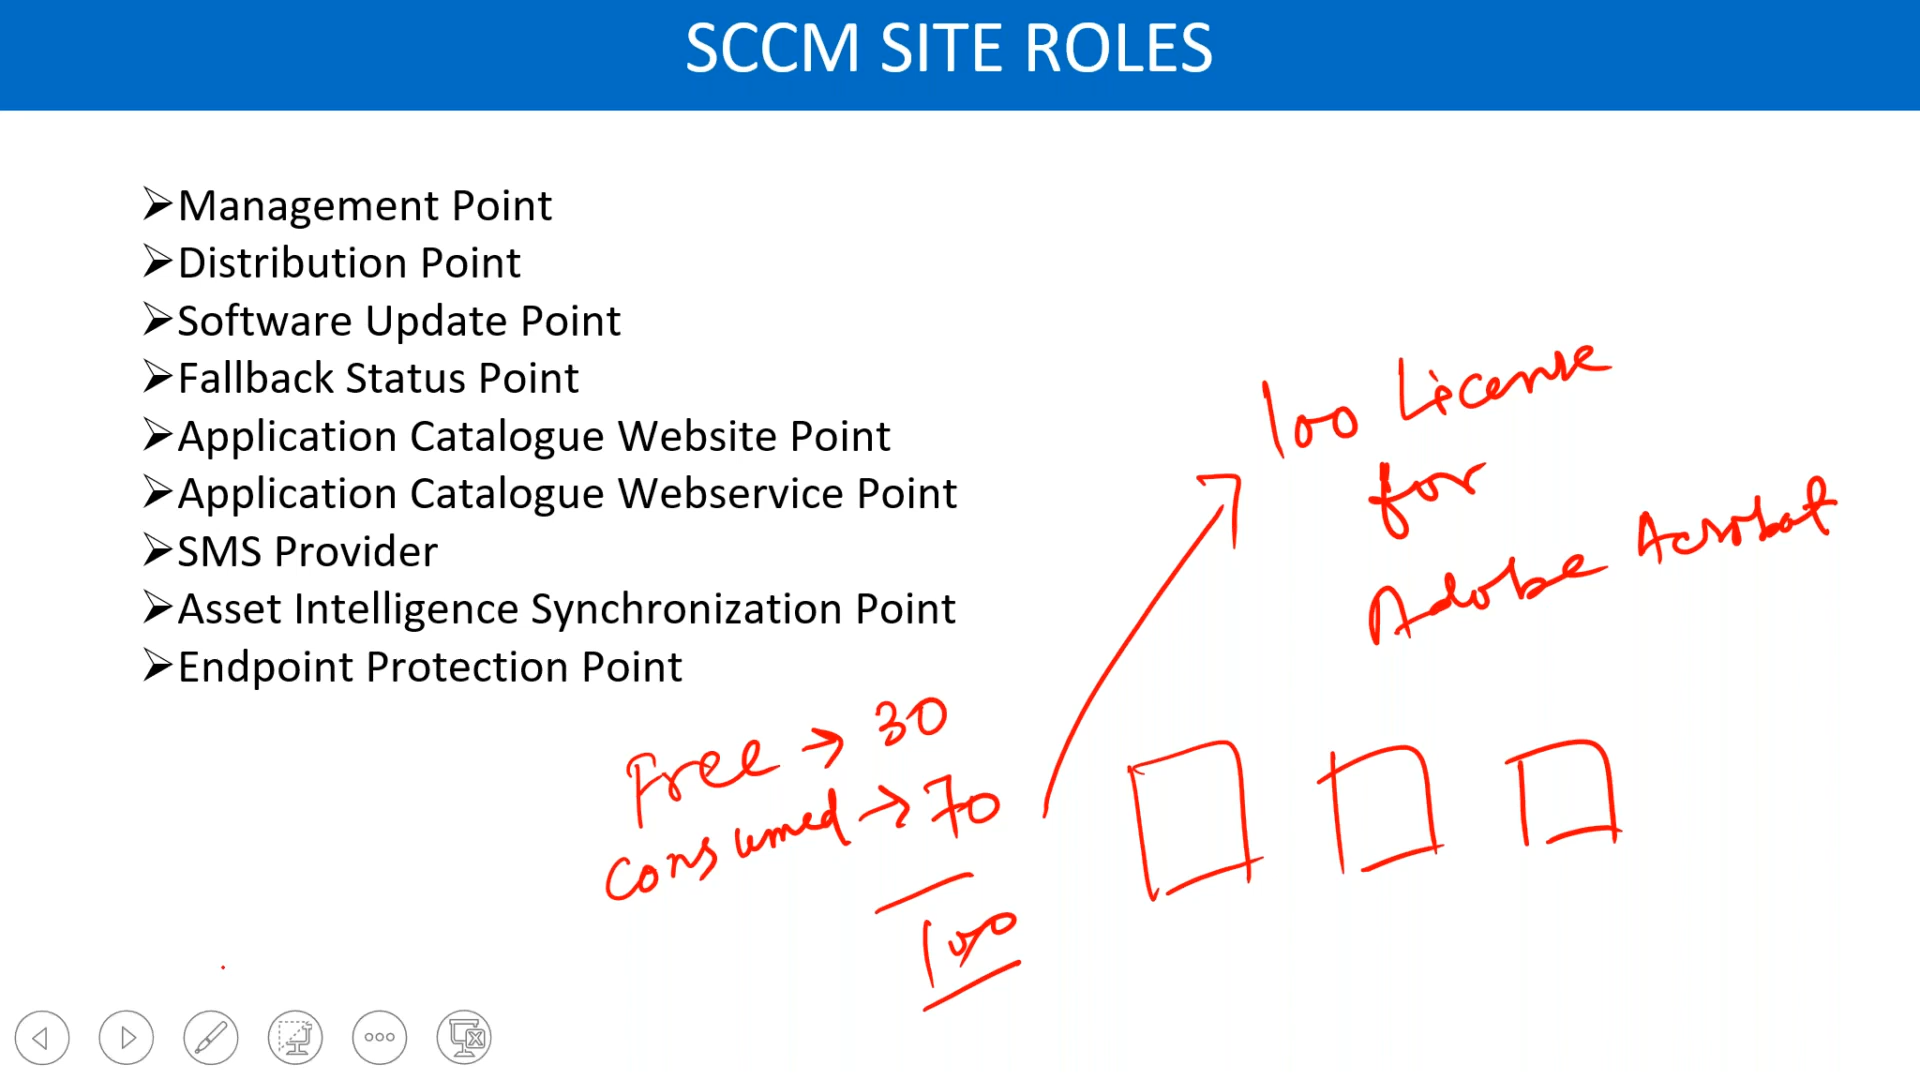 SCCM SITE ROLES
➢Management Point
➢Distribution Point
➢Software Update Point
➢Fallback Status Point
➢Application Catalogue Website Point
➢Application Catalogue Webservice Point
➢SMS Provider
➢Asset Intelligence Synchronization Point
➢Endpoint Protection Point
100 License
for
Adobe Acrobat
Free → 30
Consumed → 70
100